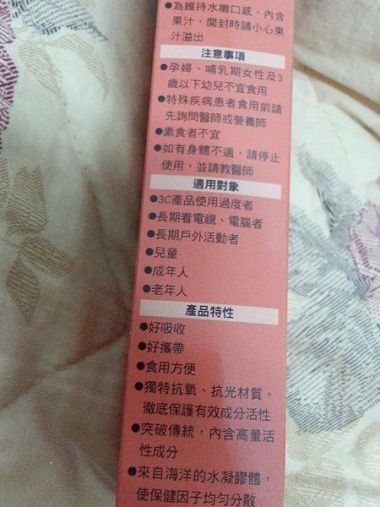 ●為維持水嫩口感，內含
果汁，開封時請小心果
汁溢出
注意事項
●孕婦、哺乳期女性及3
歲以下幼兒不宜食用
●特殊疾病患者食用前請
先詢問醫師或營養師
●素食者不宜
●如有身體不適，請停止
使用，並請教醫師
適用對象
●3C產品使用過度者
●長期看電視、電腦者
●長期戶外活動者
●兒童
●成年人
●老年人
產品特性
●好吸收
●好攜帶
●食用方便
●獨特抗氧、抗光材質，
徹底保護有效成分活性
●突破傳統，內含高量活
性成分
●來自海洋的水凝膠體，
使保健因子均勻分散